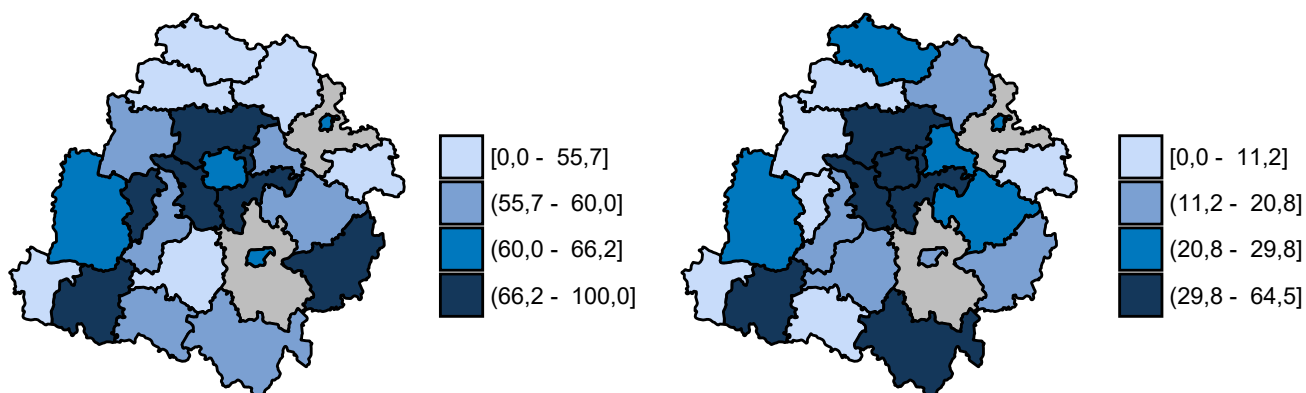 [0,0 - 55,7]
(55,7 - 60,0]
(60,0 - 66,2]
(66,2 - 100,0]
[0,0 - 11,2]
(11,2 - 20,8]
(20,8 - 29,8]
(29,8 - 64,5]